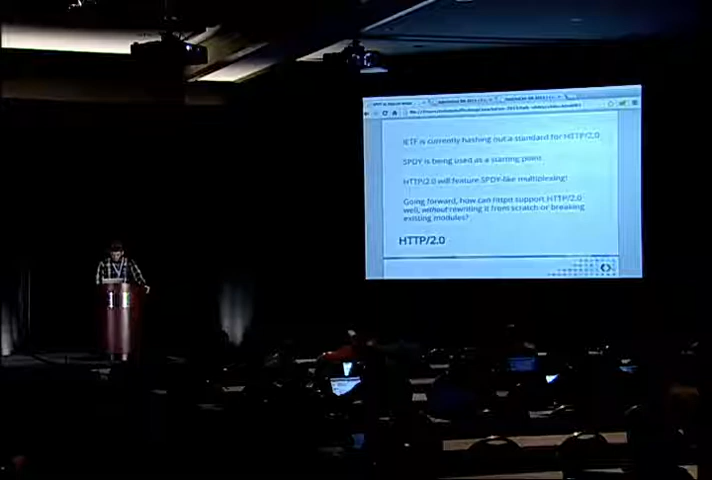 IETF is currently hashing out a standard for HTTP/2.0
SPDY is being used as a starting point
HTTP/2.0 will feature SPDY-like multiplexing!
Going forward, how can httpd support HTTP/2.0
well, without rewriting it from scratch or breaking
existing modules?
HTTP/2.0